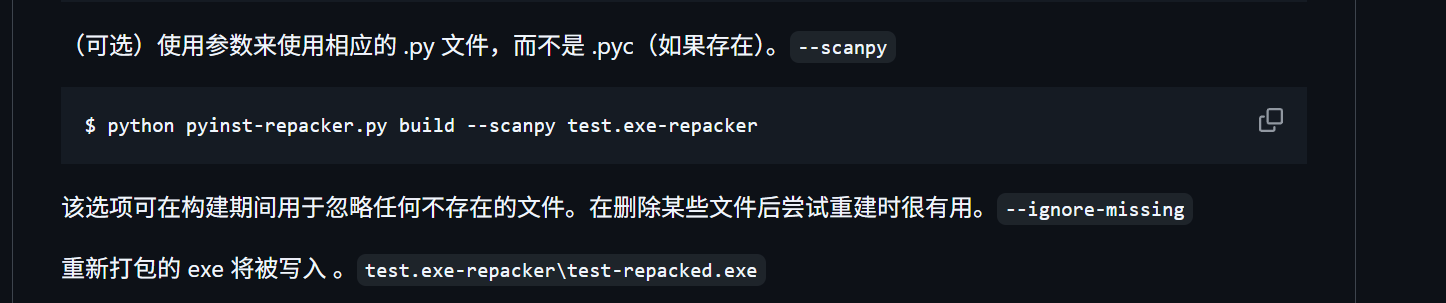 （可选）使用参数来使用相应的 .py 文件，而不是 .pyc（如果存在）。 --scanpy
$ python pyinst-repacker.py build --scanpy test.exe-repacker
该选项可在构建期间用于忽略任何不存在的文件。在删除某些文件后尝试重建时很有用。 --ignore-missing
重新打包的 exe 将被写入 。 test.exe-repacker\test-repacked.exe